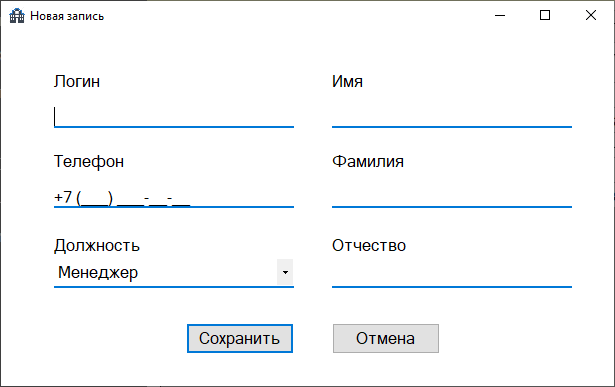 Новая запись
Логин
Имя
Телефон
Фамилия
+7 (___) ___-__-__
Должность
Отчество
Менеджер
Сохранить
Отмена